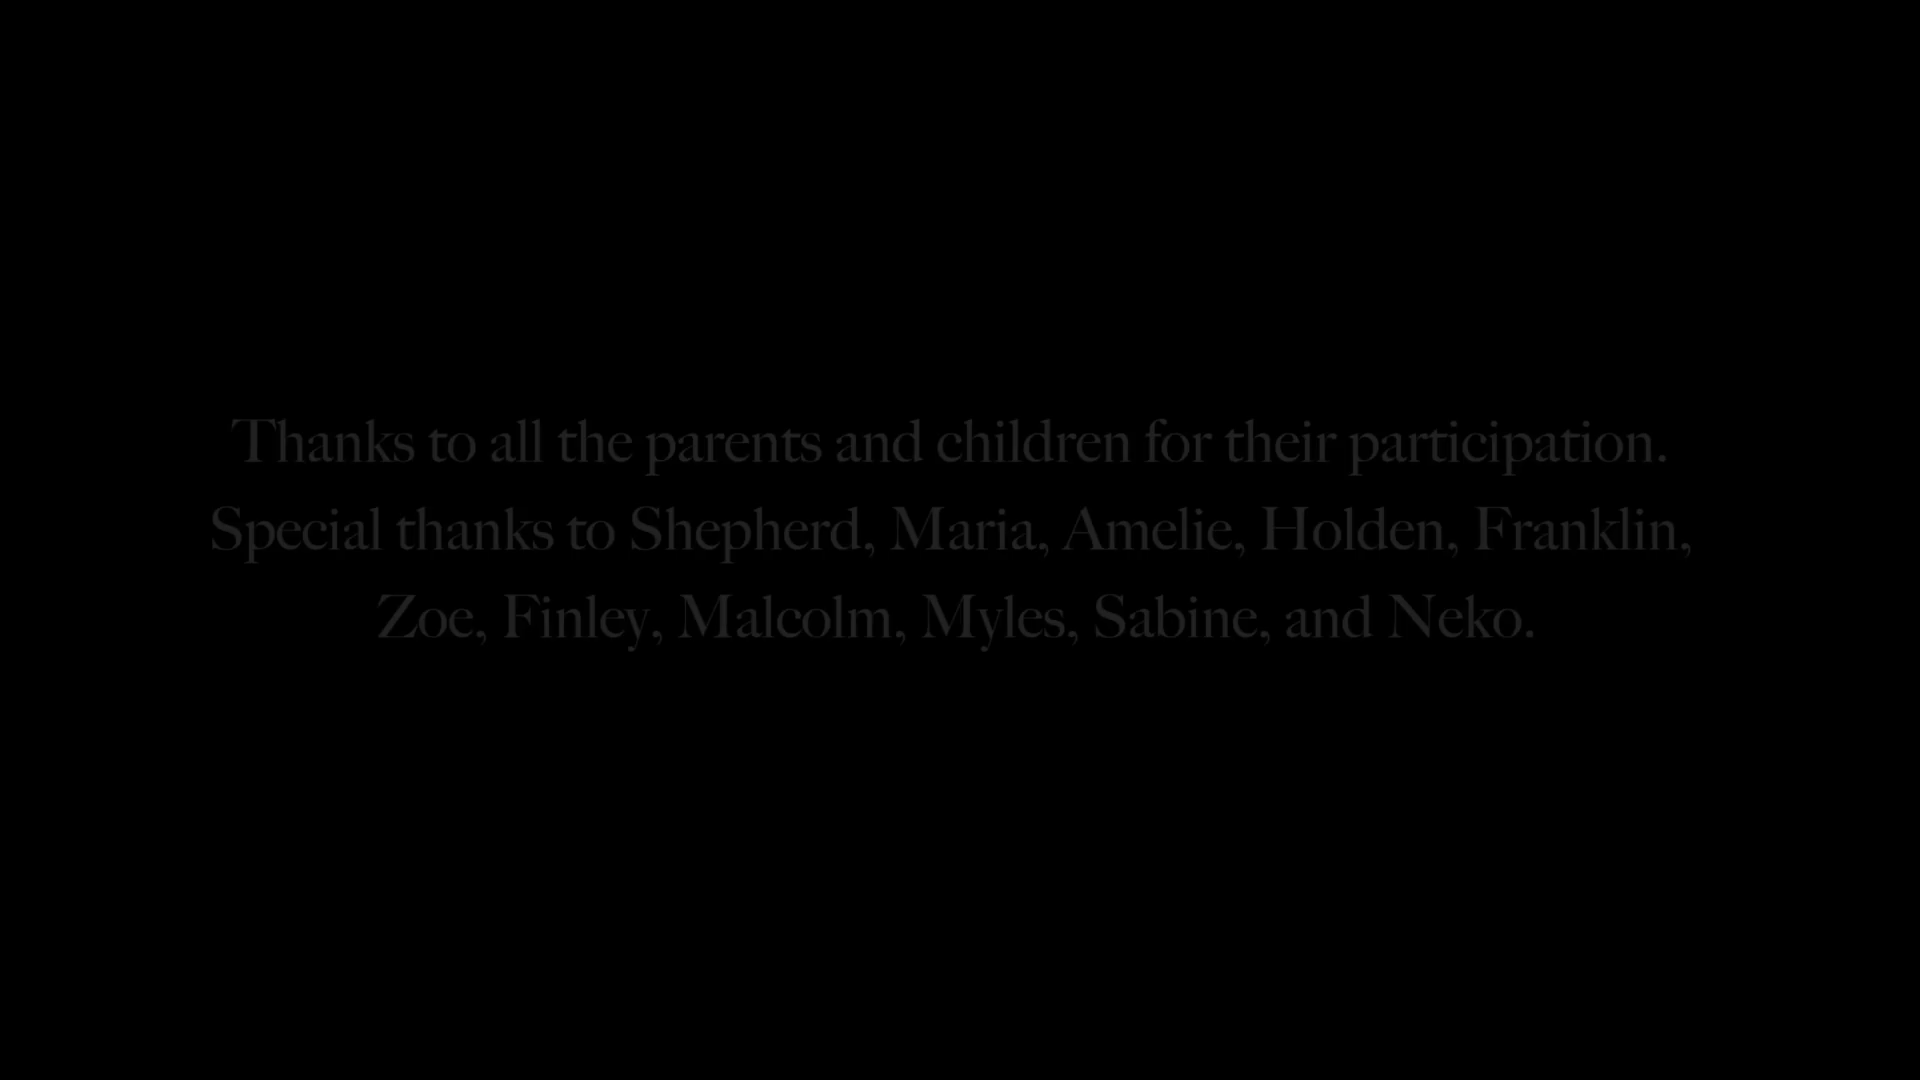 Thanks to all the parents and children for their participation.
Special thanks to Shepherd, Maria, Amelie, Holden, Franklin,
Zoe, Finley, Malcolm, Myles, Sabine, and Neko.